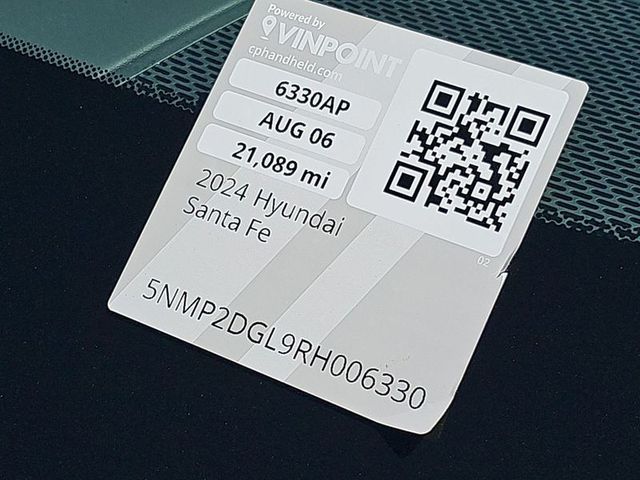 Powered by
VINPOINT
cphandheld.com
6330AP
AUG 06
21,089 mi
2024 Hyundai
Santa Fe
02
5NMP2DGL9RH006330